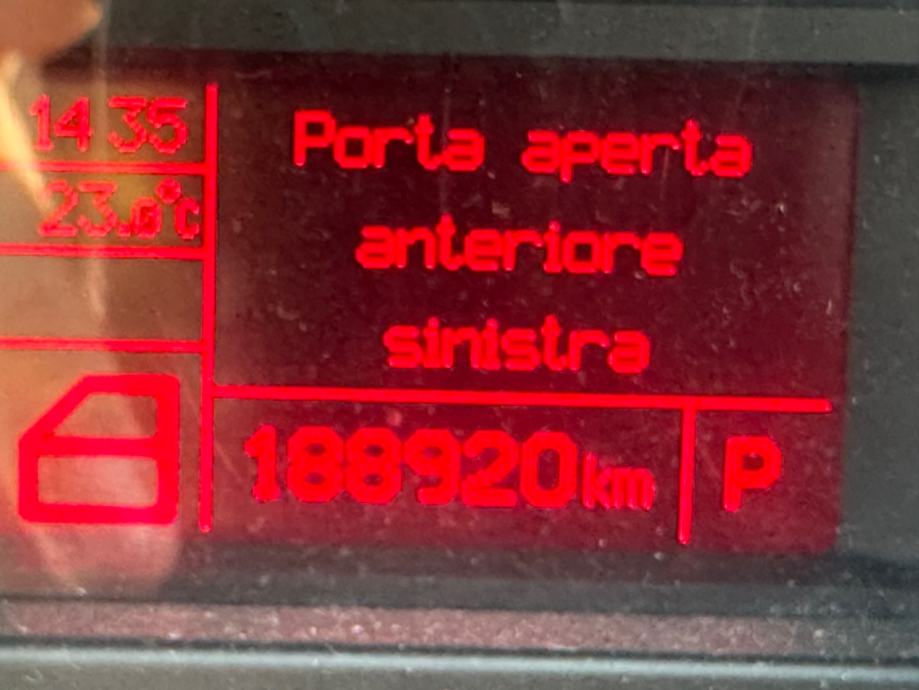 14 35
23.0°C
Porta aperta
anteriore
sinistra
188920km
P